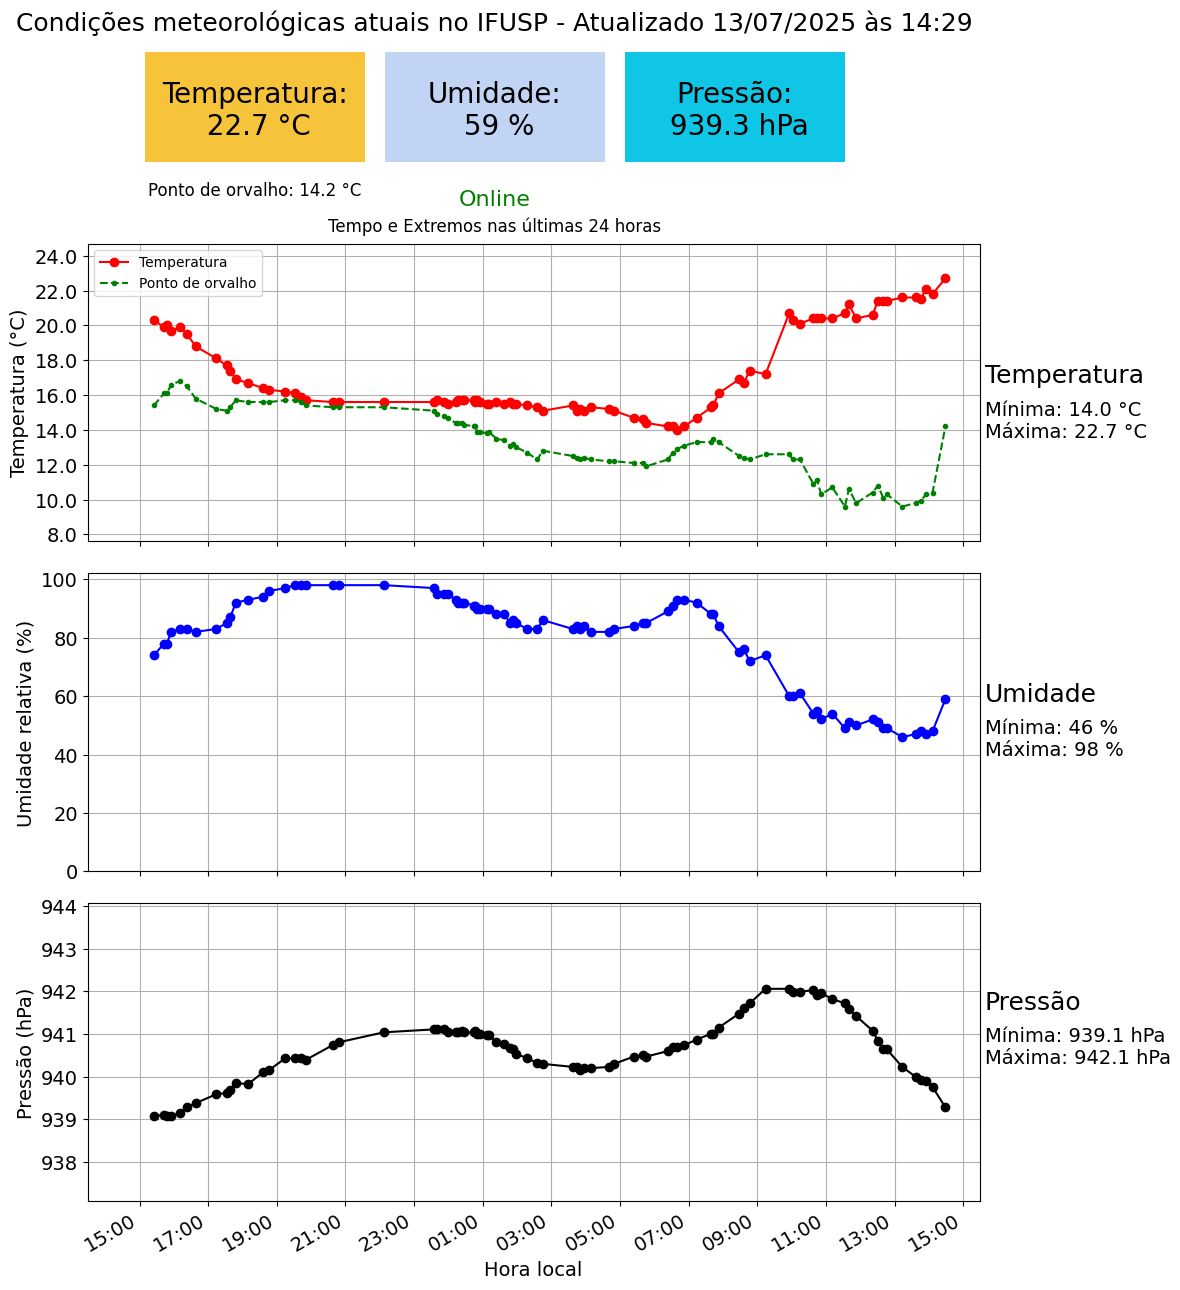 Condições meteorológicas atuais no IFUSP - Atualizado 13/07/2025 às 14:29
Temperatura:
22.7 °C
Umidade:
59 %
Pressão:
939.3 hPa
Ponto de orvalho: 14.2 °C
Online
Tempo e Extremos nas últimas 24 horas
Temperatura (°C)
24.0
22.0
20.0
18.0
16.0
14.0
12.0
10.0
8.0
Temperatura
Ponto de orvalho
Temperatura
Mínima: 14.0 °C
Máxima: 22.7 °C
Umidade relativa (%)
100
80
60
40
20
0
Umidade
Mínima: 46 %
Máxima: 98 %
Pressão (hPa)
944
943
942
941
940
939
938
Pressão
Mínima: 939.1 hPa
Máxima: 942.1 hPa
15:00 17:00 19:00 21:00 23:00 01:00 03:00 05:00 07:00 09:00 11:00 13:00 15:00
Hora local